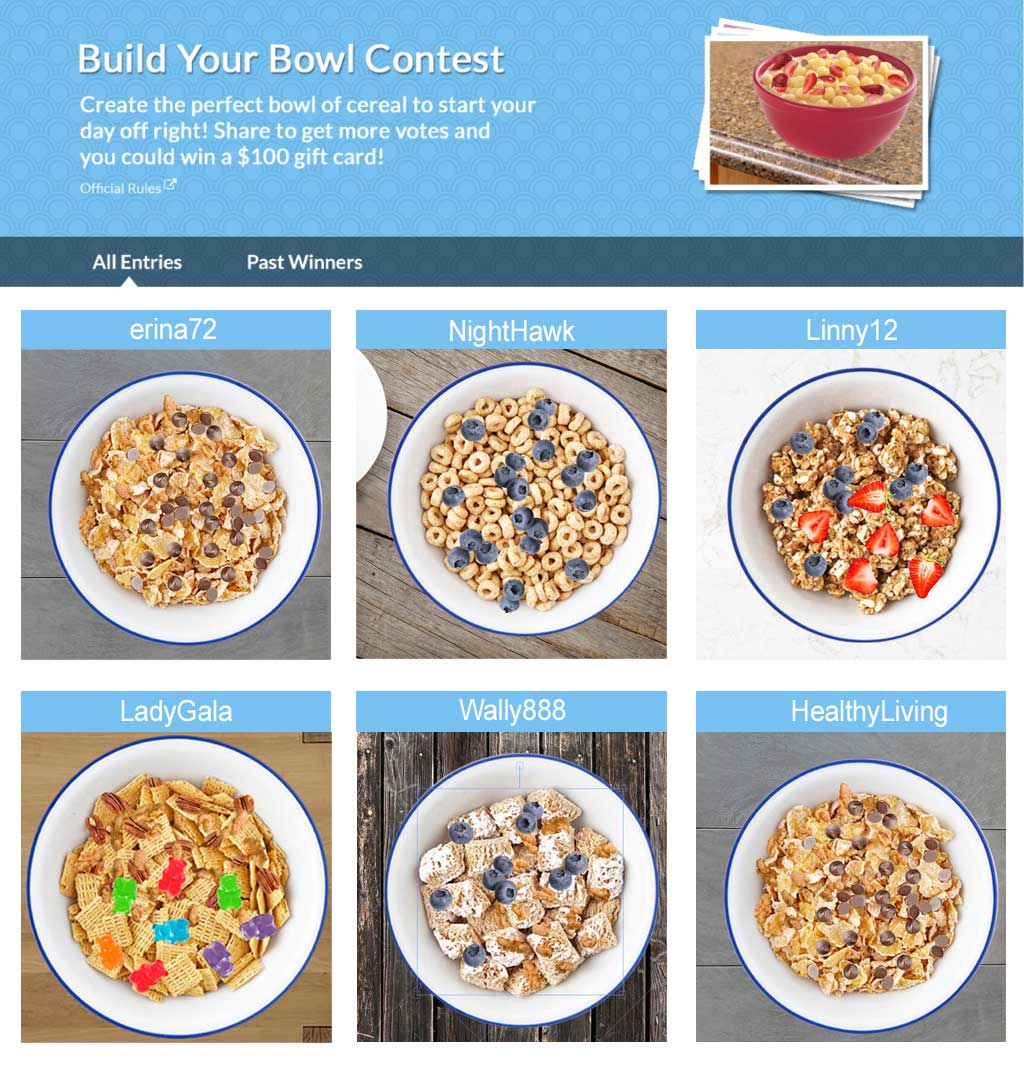 Build Your Bowl Contest
Create the perfect bowl of cereal to start your
day off right! Share to get more votes and
you could win a $100 gift card!
Official Rules
All Entries Past Winners
erina72 NightHawk Linny12
LadyGala Wally888 HealthyLiving